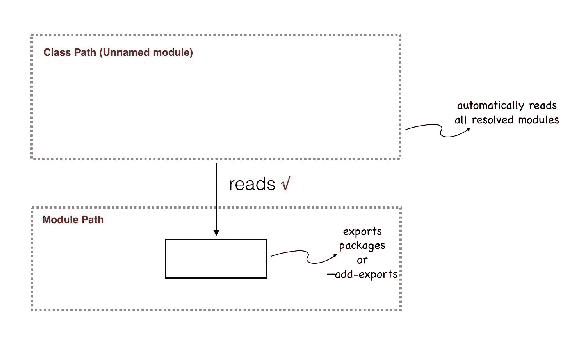 Class Path (Unnamed module)
automatically reads
all resolved modules
reads √
Module Path
exports
packages
or
–add-exports